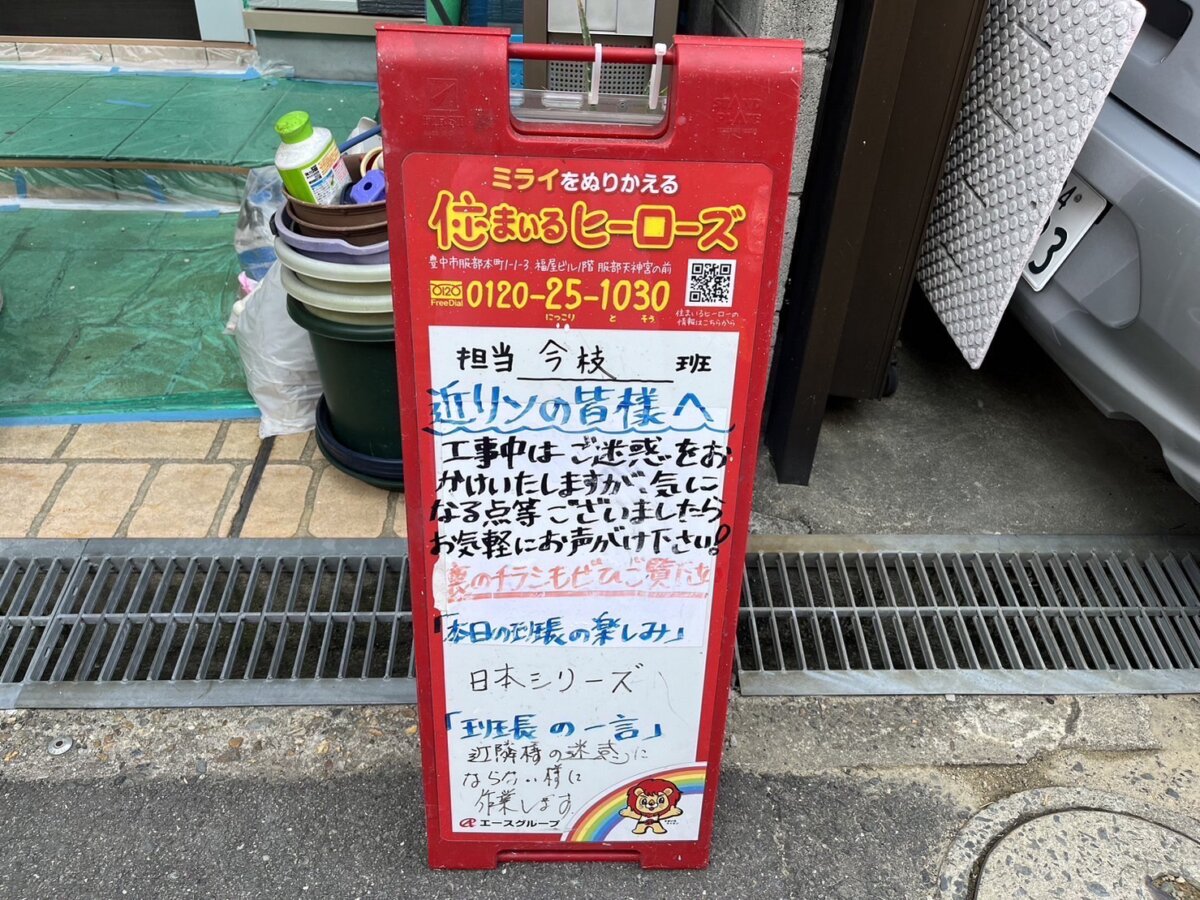 ミライをぬりかえる
住まいるヒーローズ
豊中市服部本町1-1-3 福屋ビル1階 服部天神宮の前
0120
FreeDial
0120-25-1030
にっこり と そう
住まいるヒーローの
情報はこちらから
担当 今枝 班
近リンの皆様へ
工事中はご迷惑をお
かけいたしますが、気に
なる点等ございましたら
お気軽にお声がけ下さい!
裏のチラシもぜひご覧下さい
「本日の班長の楽しみ」
日本シリーズ
「班長の一言」
近隣様の迷惑に
ならない様に
作業します
エースグループ